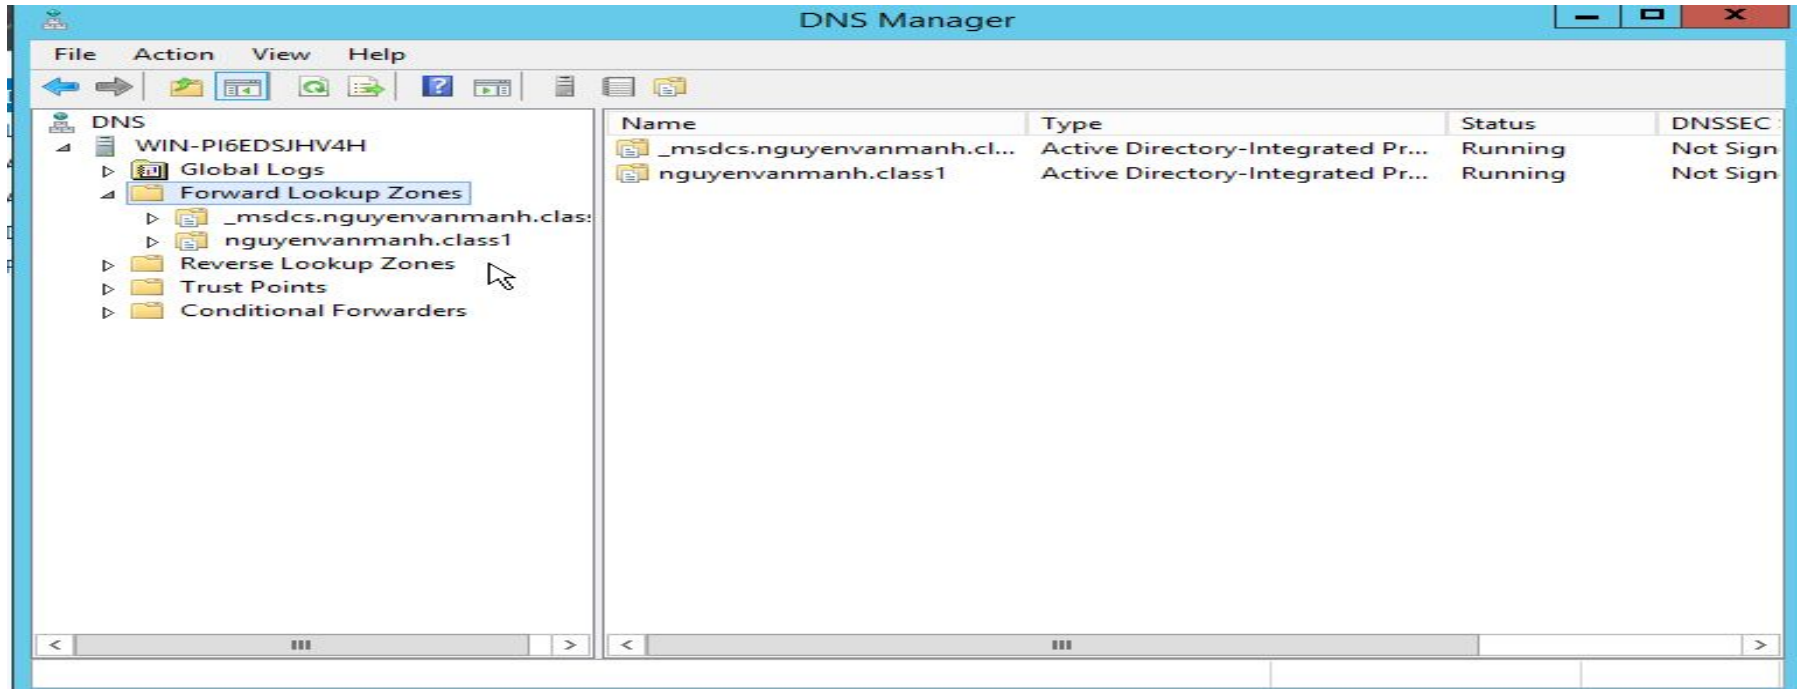 DNS Manager
File Action View Help
DNS
WIN-PI6EDSJHV4H
Global Logs
Forward Lookup Zones
_msdcs.nguyenvanmanh.clas
nguyenvanmanh.class1
Reverse Lookup Zones
Trust Points
Conditional Forwarders
Name Type Status DNSSEC
_msdcs.nguyenvanmanh.cl... Active Directory-Integrated Pr... Running Not Sign
nguyenvanmanh.class1 Active Directory-Integrated Pr... Running Not Sign